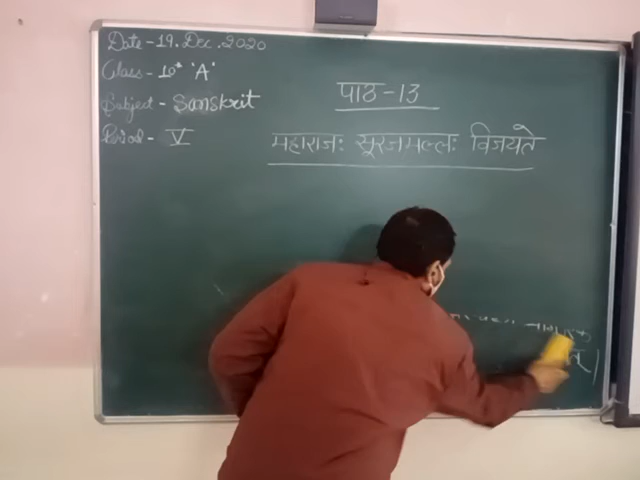 Date - 19. Dec. 2020
Class - 10th 'A'
Subject - Sanskrit
Period - V
पाठ - 13
महाराजः सूरजमल्लः विजयते